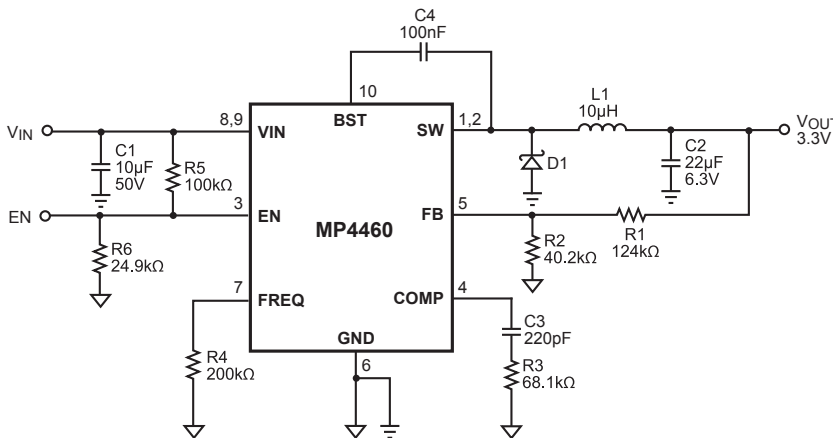 C4
100nF
10
BST
L1
10µH
VIN
8,9
VIN
SW
1,2
VOUT
3.3V
C1
10µF
50V
R5
100kΩ
D1
C2
22µF
6.3V
EN
3
EN
MP4460
FB
5
R6
24.9kΩ
R2
40.2kΩ
R1
124kΩ
7
FREQ
COMP
4
R4
200kΩ
GND
6
C3
220pF
R3
68.1kΩ